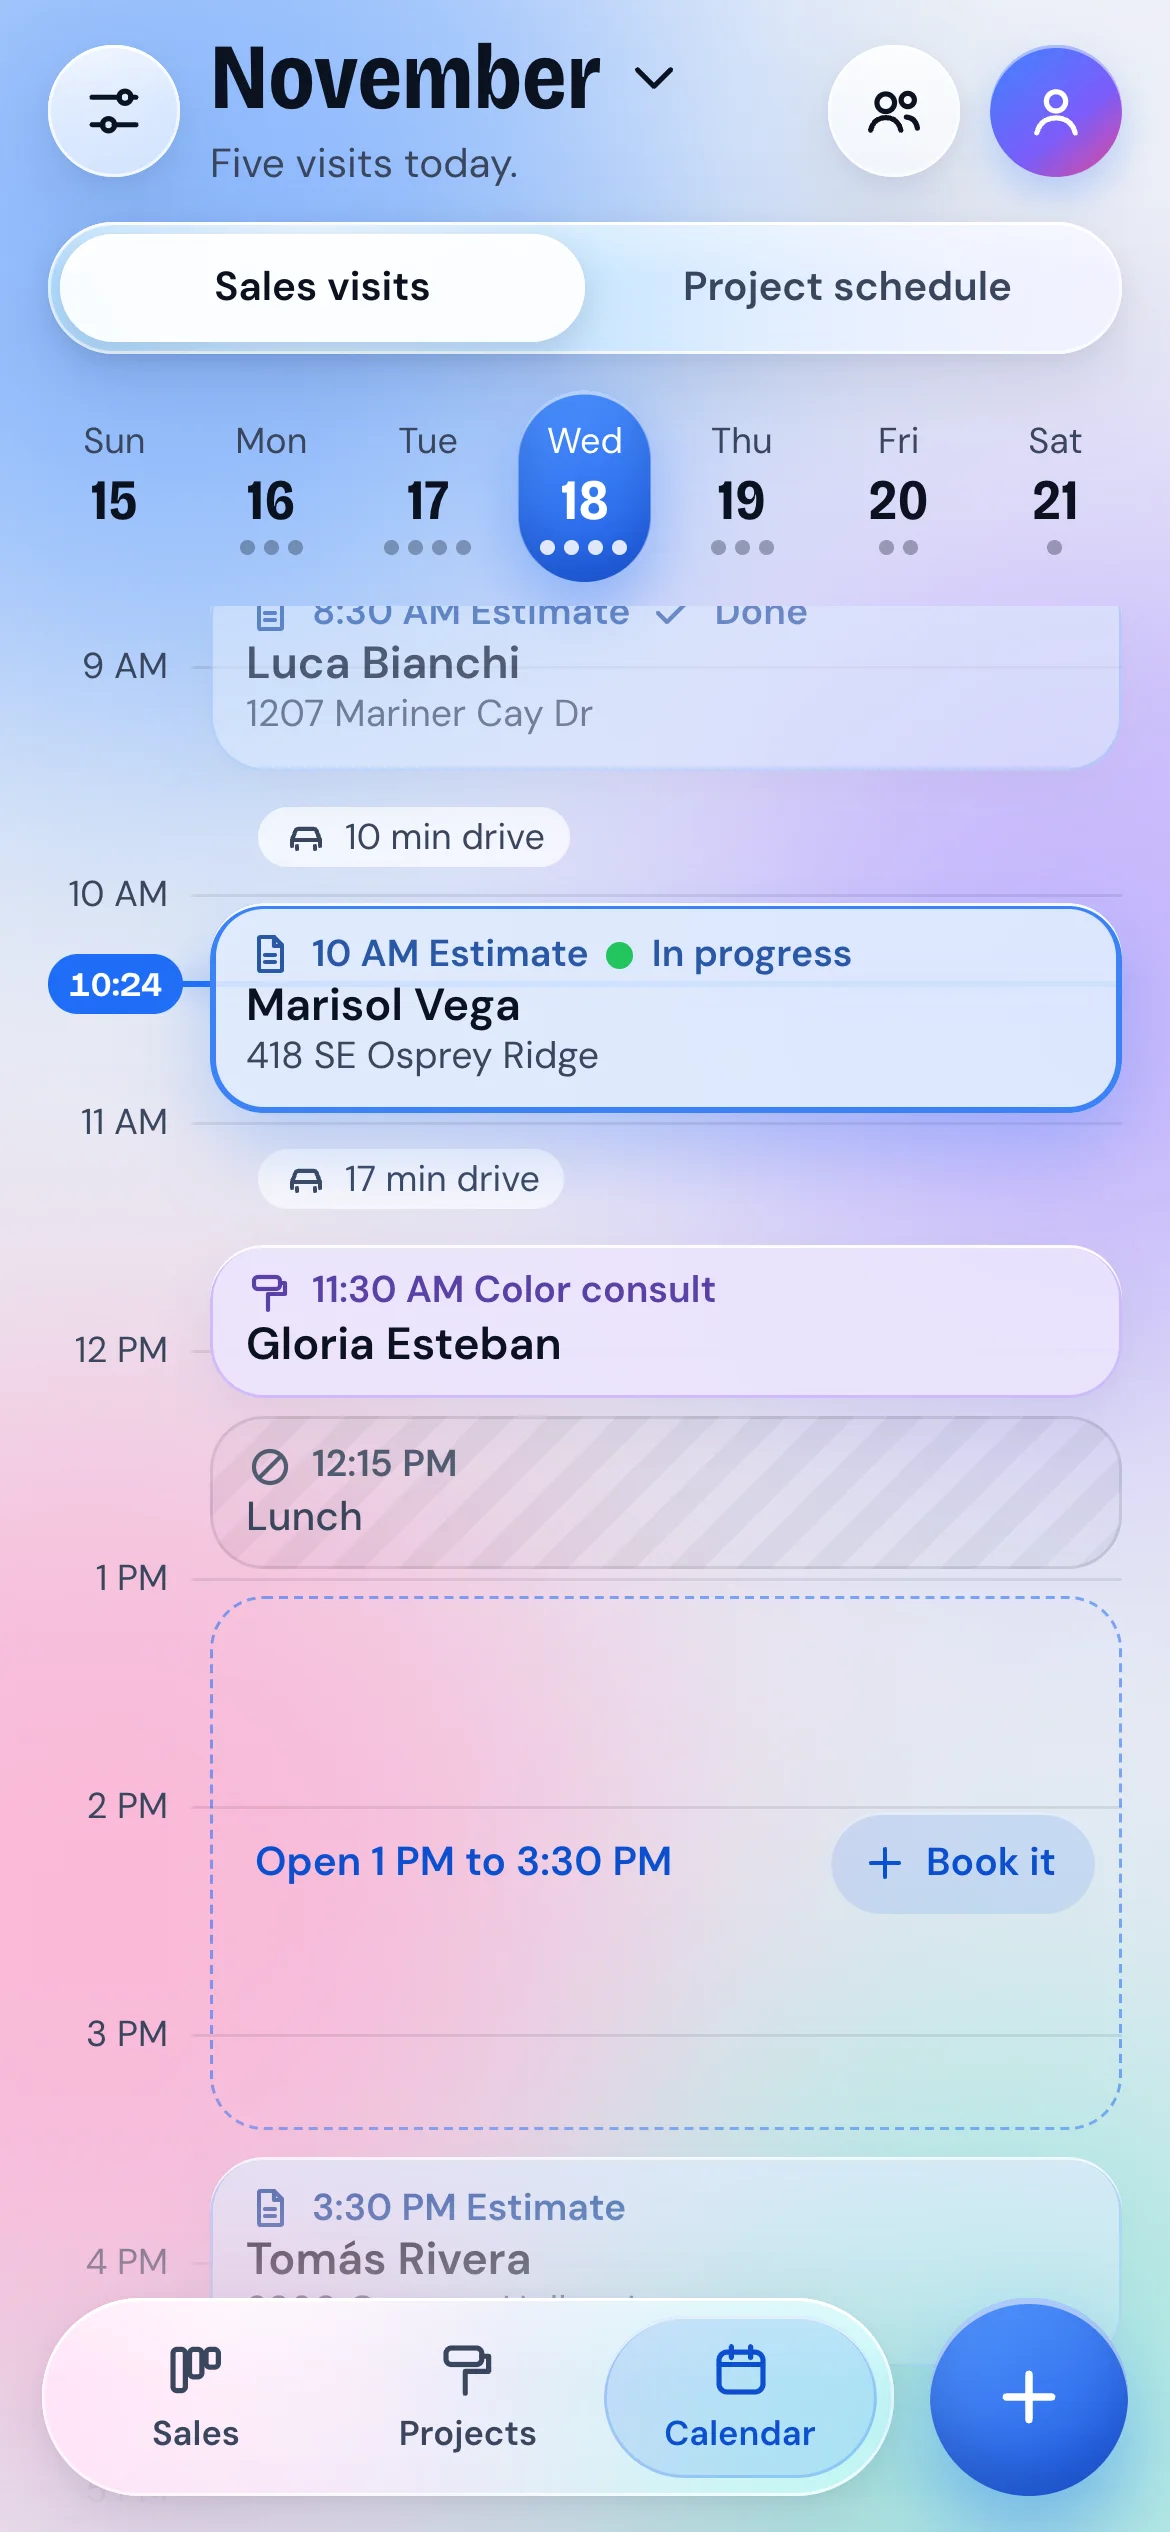 November
Five visits today.
Sales visits
Project schedule
Sun Mon Tue Wed Thu Fri Sat
15 16 17 18 19 20 21
8:30 AM Estimate Done
9 AM
Luca Bianchi
1207 Mariner Cay Dr
10 min drive
10 AM
10 AM Estimate In progress
10:24
Marisol Vega
418 SE Osprey Ridge
11 AM
17 min drive
11:30 AM Color consult
12 PM
Gloria Esteban
12:15 PM
Lunch
1 PM
2 PM
Open 1 PM to 3:30 PM
Book it
3 PM
3:30 PM Estimate
4 PM
Tomás Rivera
Sales
Projects
Calendar